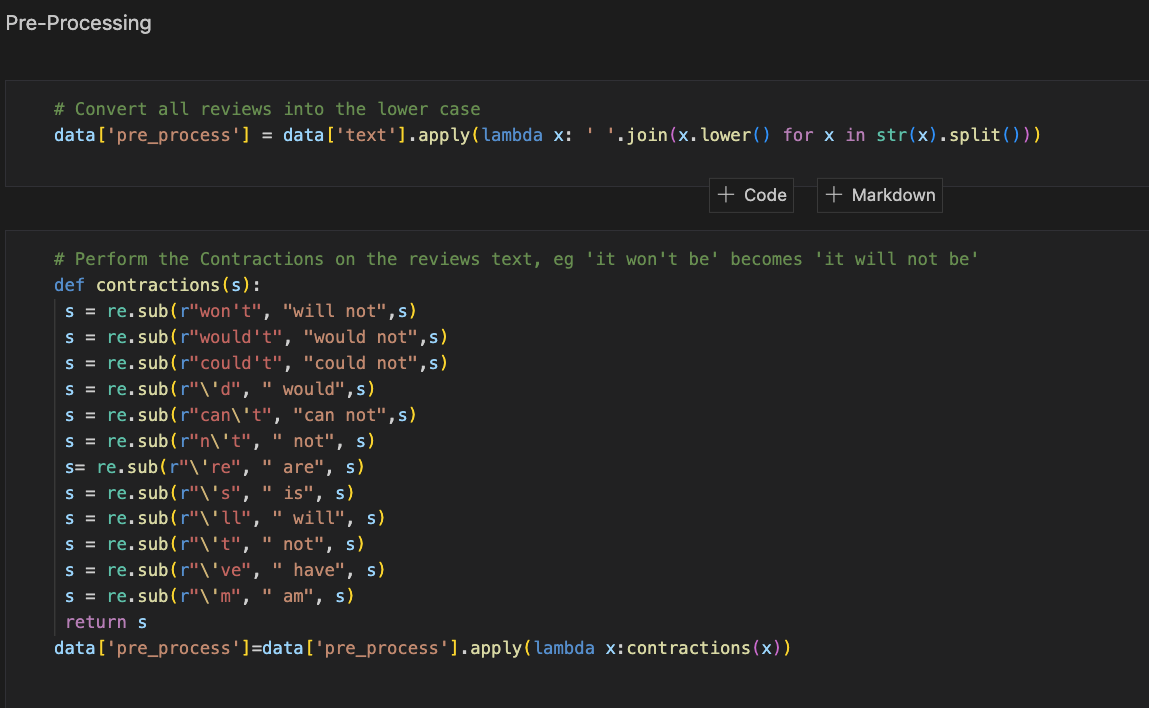 Pre-Processing
# Convert all reviews into the lower case
data['pre_process'] = data['text'].apply(lambda x: ' '.join(x.lower() for x in str(x).split()))
+ Code
+ Markdown
# Perform the Contractions on the reviews text, eg 'it won't be' becomes 'it will not be'
def contractions(s):
 s = re.sub(r"won't", "will not",s)
 s = re.sub(r"would't", "would not",s)
 s = re.sub(r"could't", "could not",s)
 s = re.sub(r"\'d", " would",s)
 s = re.sub(r"can\'t", "can not",s)
 s = re.sub(r"n\'t", " not", s)
 s= re.sub(r"\'re", " are", s)
 s = re.sub(r"\'s", " is", s)
 s = re.sub(r"\'ll", " will", s)
 s = re.sub(r"\'t", " not", s)
 s = re.sub(r"\'ve", " have", s)
 s = re.sub(r"\'m", " am", s)
 return s
data['pre_process']=data['pre_process'].apply(lambda x:contractions(x))